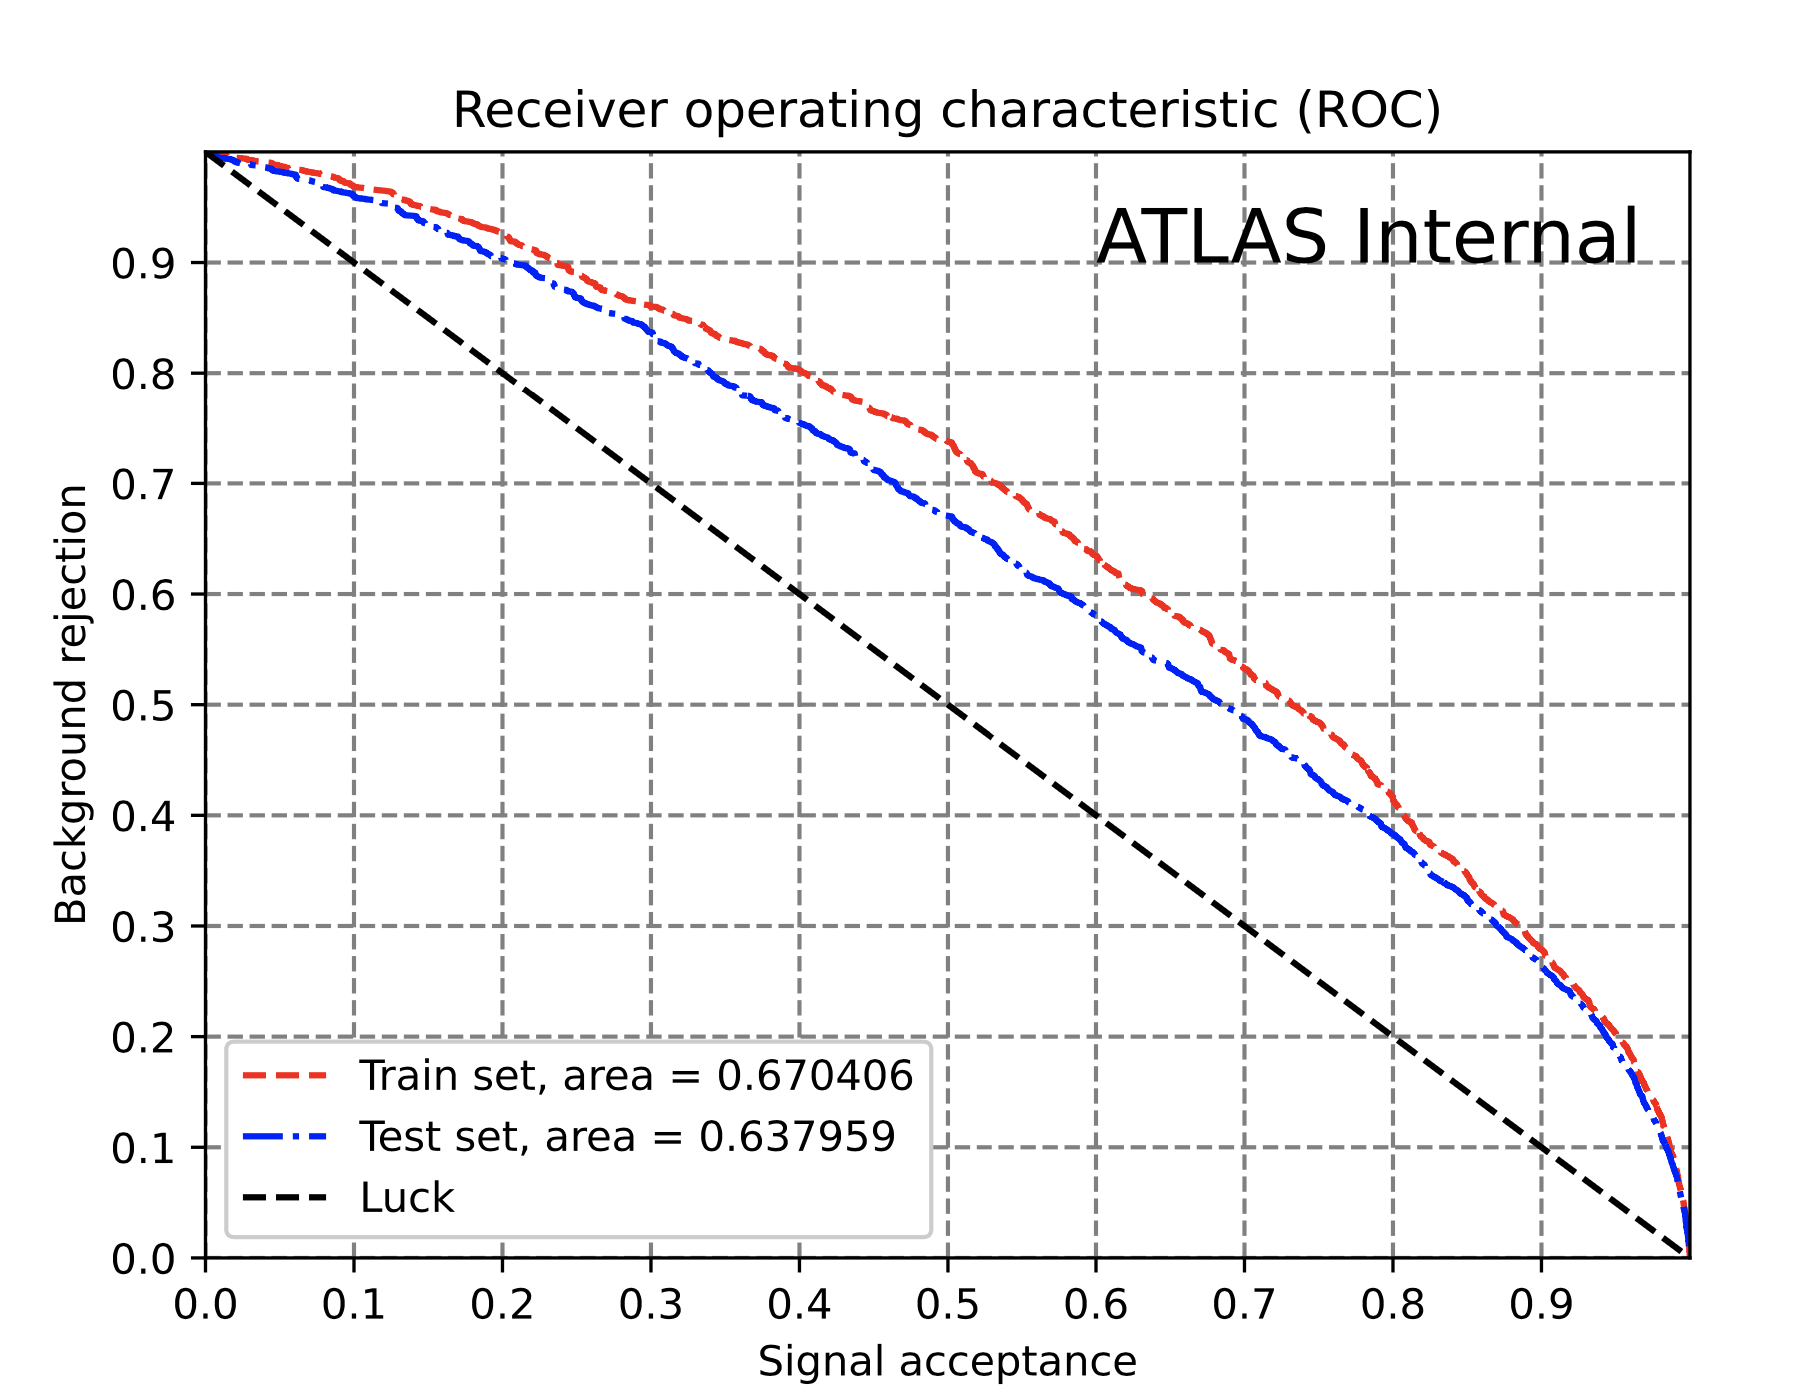 Receiver operating characteristic (ROC)
ATLAS Internal
Background rejection
0.9
0.8
0.7
0.6
0.5
0.4
0.3
0.2
0.1
0.0
Train set, area = 0.670406
Test set, area = 0.637959
Luck
0.0 0.1 0.2 0.3 0.4 0.5 0.6 0.7 0.8 0.9
Signal acceptance